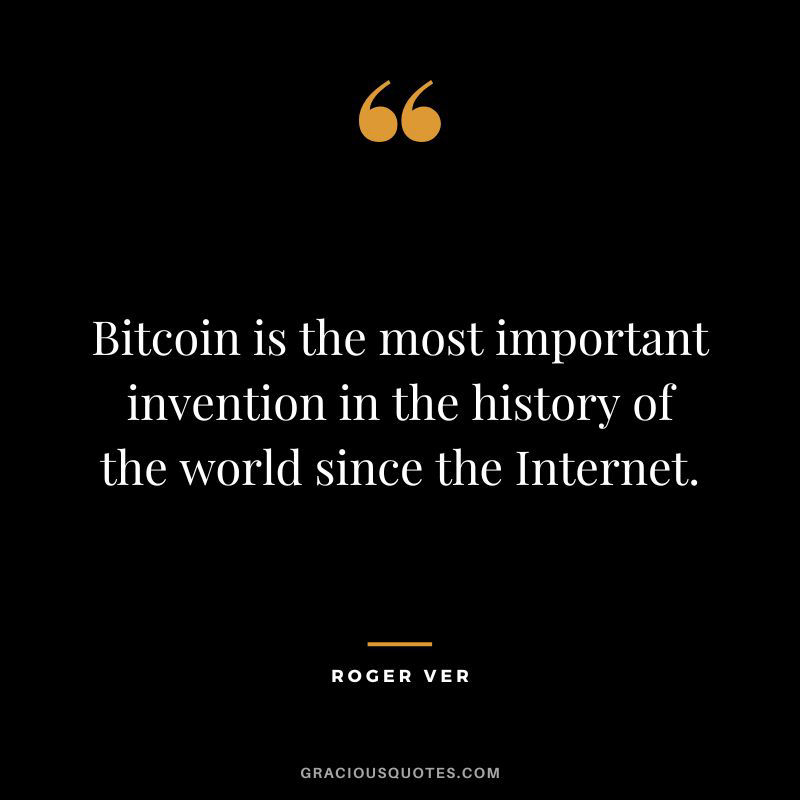 “
Bitcoin is the most important
invention in the history of
the world since the Internet.
ROGER VER
GRACIOUSQUOTES.COM